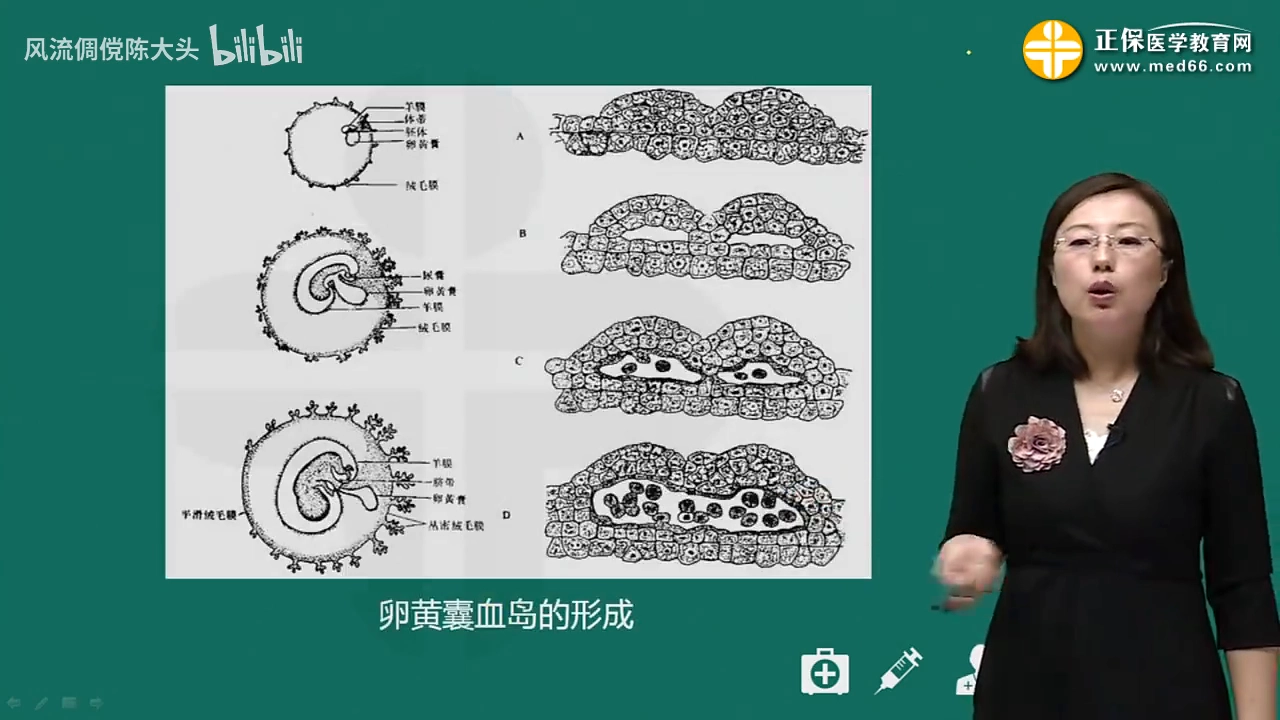 风流倜傥陈大头 bilibili
正保医学教育网
www.med66.com
羊膜
体蒂
胚体
卵黄囊
绒毛膜
尿囊
卵黄囊
羊膜
绒毛膜
羊膜
脐带
卵黄囊
平滑绒毛膜
丛密绒毛膜
A
B
C
D
卵黄囊血岛的形成